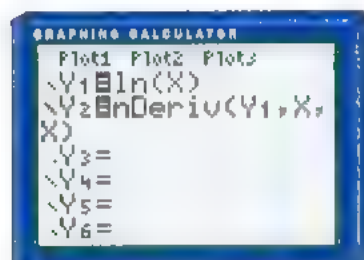 GRAPHING CALCULATOR
Plot1 Plot2 Plot3
\Y1=ln(X)
\Y2=nDeriv(Y1,X,
X)
\Y3=
\Y4=
\Y5=
\Y6=